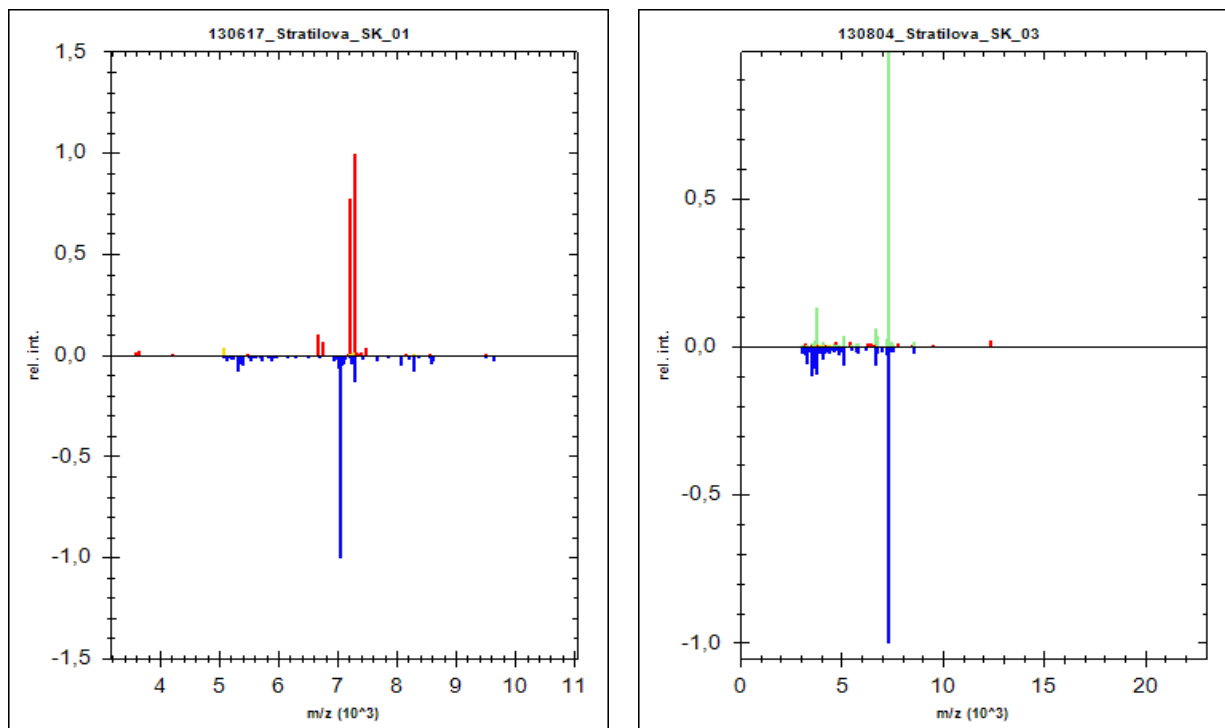 130617_Stratilova_SK_01
1,5
1,0
0,5
0,0
-0,5
-1,0
-1,5
rel. int.
4 5 6 7 8 9 10 11
m/z (10^3)
130804_Stratilova_SK_03
0,5
0,0
-0,5
-1,0
rel. int.
0 5 10 15 20
m/z (10^3)